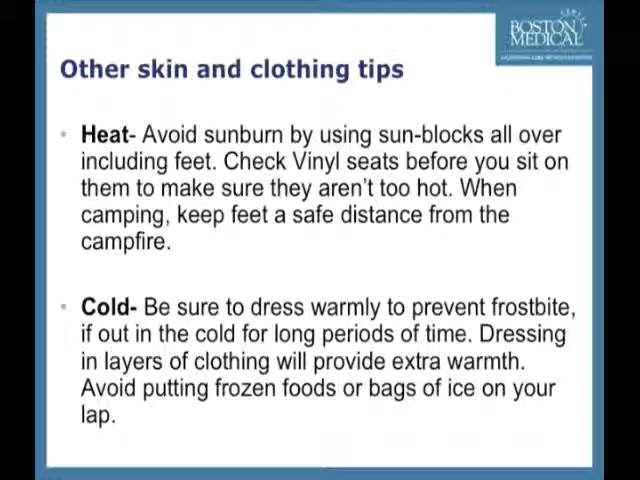 BOSTON
MEDICAL
CENTER
Other skin and clothing tips
• Heat- Avoid sunburn by using sun-blocks all over
including feet. Check Vinyl seats before you sit on
them to make sure they aren't too hot. When
camping, keep feet a safe distance from the
campfire.
• Cold- Be sure to dress warmly to prevent frostbite,
if out in the cold for long periods of time. Dressing
in layers of clothing will provide extra warmth.
Avoid putting frozen foods or bags of ice on your
lap.